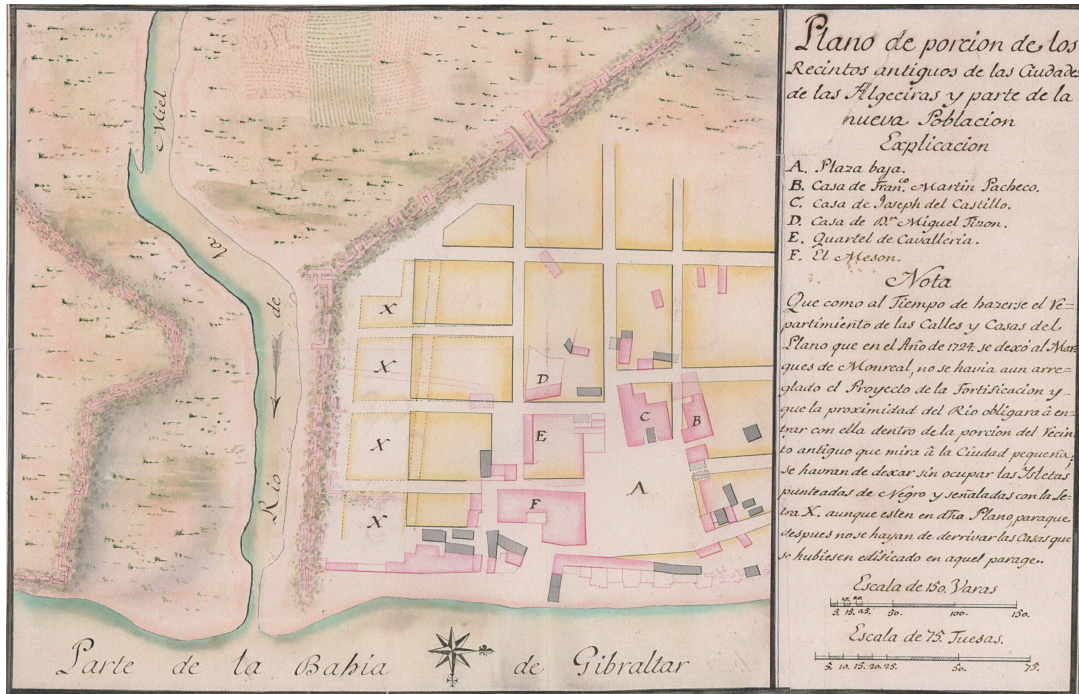 Plano de porcion de los
Recintos antiguos de las Ciudades
de las Algeciras y parte de la
nueva Poblacion
Explicacion
A. Plaza baja.
B. Casa de Fran.co Martin Pacheco.
C. Casa de Joseph del Castillo.
D. Casa de D.n Miguel Tizon.
E. Quartel de Cavalleria.
F. El Meson.
Nota
Que como al Tiempo de hazerse el Re=
partimiento de las Calles y Casas del
Plano que en el Año de 1724. se dexó al Mar
ques de Monreal, no se havia aun arre=
glado el Proyecto de la Fortificacion y
que la proximidad del Rio obligara â en=
trar con ella dentro de la porcion del Recin
to antiguo que mira â la Ciudad pequeña;
se havran de dexar sin ocupar las Isletas
punteadas de Negro y señaladas con la Le=
tra X. aunque esten en dha Plano, paraque
despues no se hayan de derrivar las Casas que
se hubiesen edificado en aquel parage.
Escala de 150. Varas
5. 15. 25. 50. 100. 150
Escala de 75. Tuesas.
5. 10. 15. 20. 25. 50. 75.
Rio de la Miel
X
X
X
X
D
C
B
E
A
F
Parte de la Bahia de Gibraltar